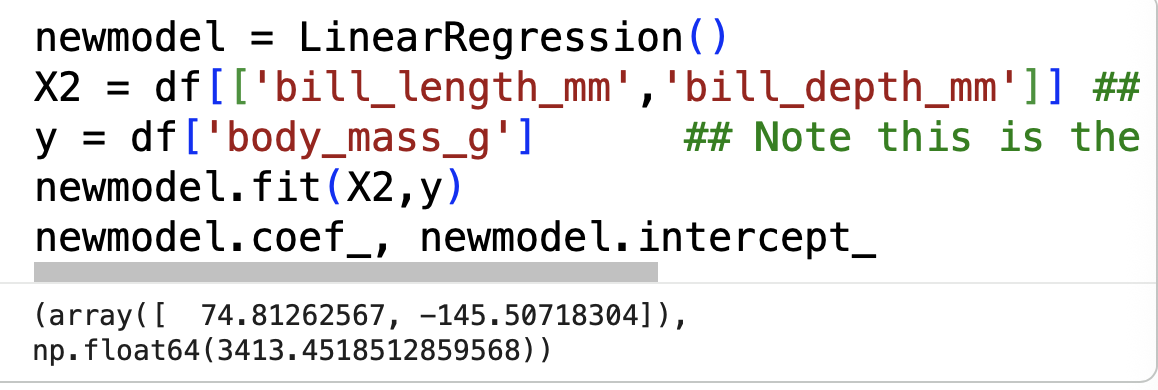 newmodel = LinearRegression()
X2 = df[['bill_length_mm','bill_depth_mm']] ##
y = df['body_mass_g']      ## Note this is the
newmodel.fit(X2,y)
newmodel.coef_, newmodel.intercept_
(array([  74.81262567, -145.50718304]),
np.float64(3413.4518512859568))